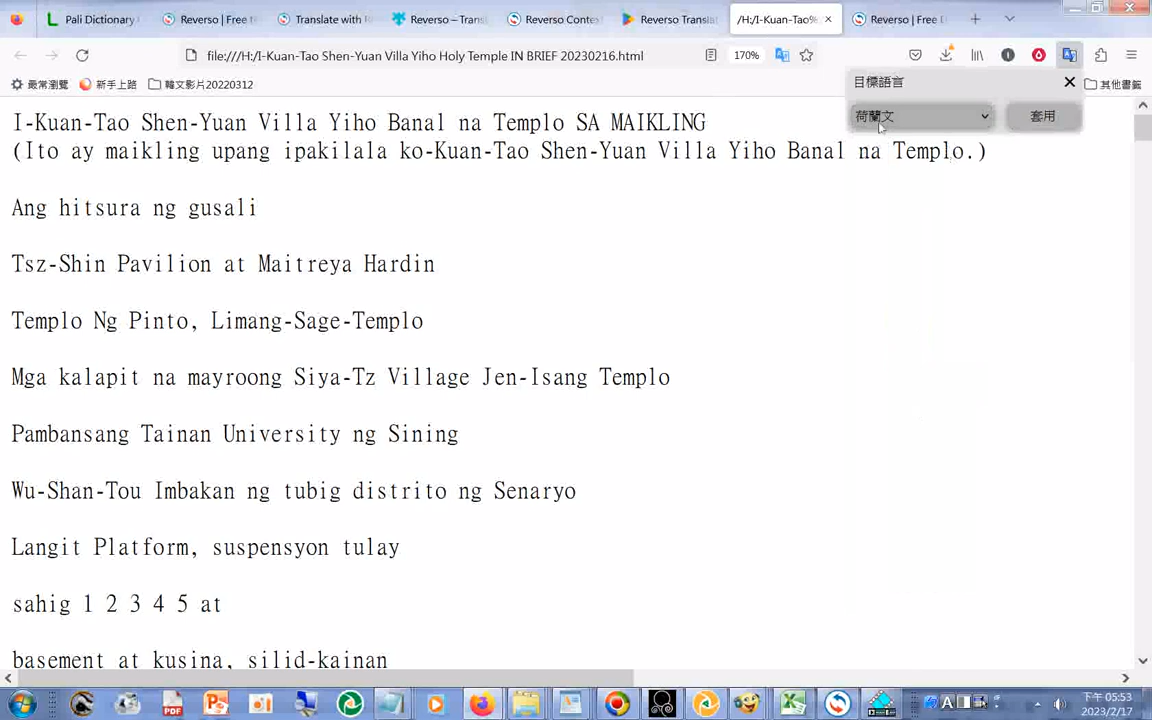 Pali Dictionary
Reverso | Free t
Translate with R
Reverso – Trans
Reverso Contex
Reverso Transla
/H:/I-Kuan-Tao%
Reverso | Free D
file:///H:/I-Kuan-Tao Shen-Yuan Villa Yiho Holy Temple IN BRIEF 20230216.html
170%
最常瀏覽
新手上路
韓文影片20220312
其他書籤
目標語言
荷蘭文
套用
I-Kuan-Tao Shen-Yuan Villa Yiho Banal na Templo SA MAIKLING
(Ito ay maikling upang ipakilala ko-Kuan-Tao Shen-Yuan Villa Yiho Banal na Templo.)
Ang hitsura ng gusali
Tsz-Shin Pavilion at Maitreya Hardin
Templo Ng Pinto, Limang-Sage-Templo
Mga kalapit na mayroong Siya-Tz Village Jen-Isang Templo
Pambansang Tainan University ng Sining
Wu-Shan-Tou Imbakan ng tubig distrito ng Senaryo
Langit Platform, suspensyon tulay
sahig 1 2 3 4 5 at
basement at kusina, silid-kainan
下午 05:53
2023/2/17